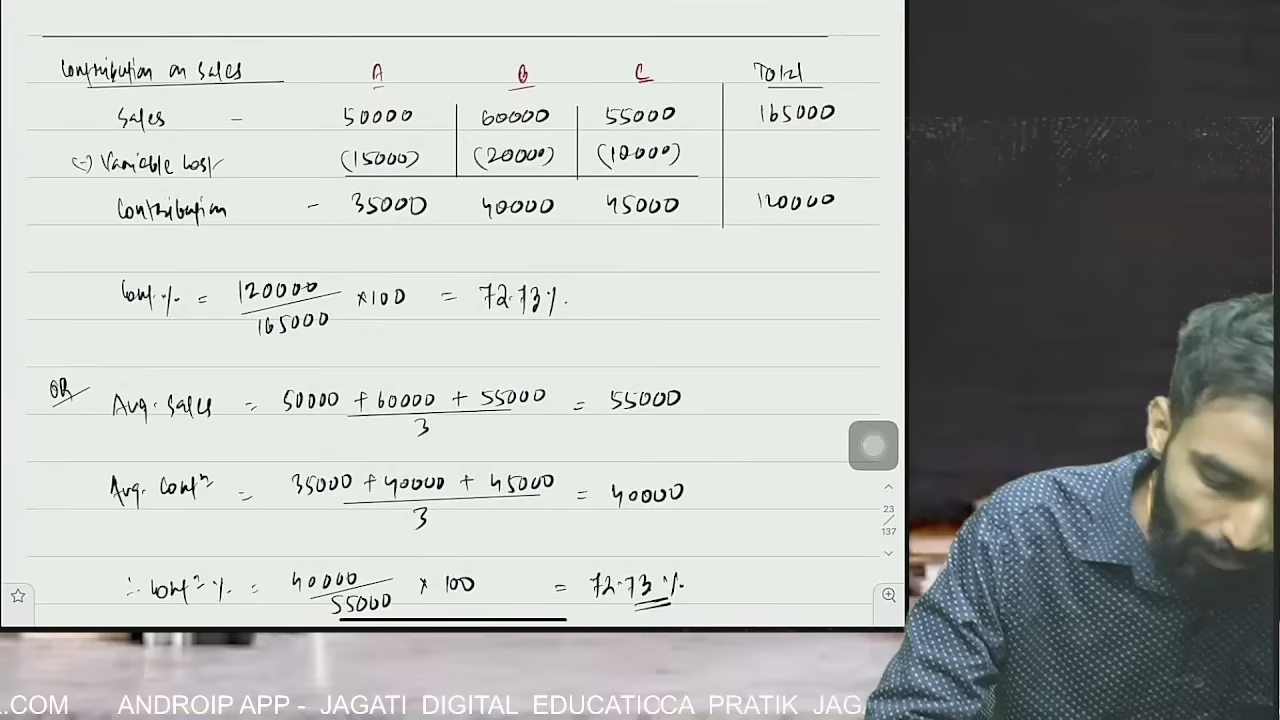 Contribution on Sales A B C Total
Sales - 50000 60000 55000 165000
(-) Variable Cost (15000) (20000) (10000)
Contribution - 35000 40000 45000 120000
Cont.% = 120000 / 165000 × 100 = 72.73%.
OR Avg. Sales = 50000 + 60000 + 55000 / 3 = 55000
Avg. Contⁿ = 35000 + 40000 + 45000 / 3 = 40000
23
/
137
∴ Contⁿ % = 40000 / 55000 × 100 = 72.73%
.COM ANDROIP APP - JAGATI DIGITAL EDUCATICCA PRATIK JAG